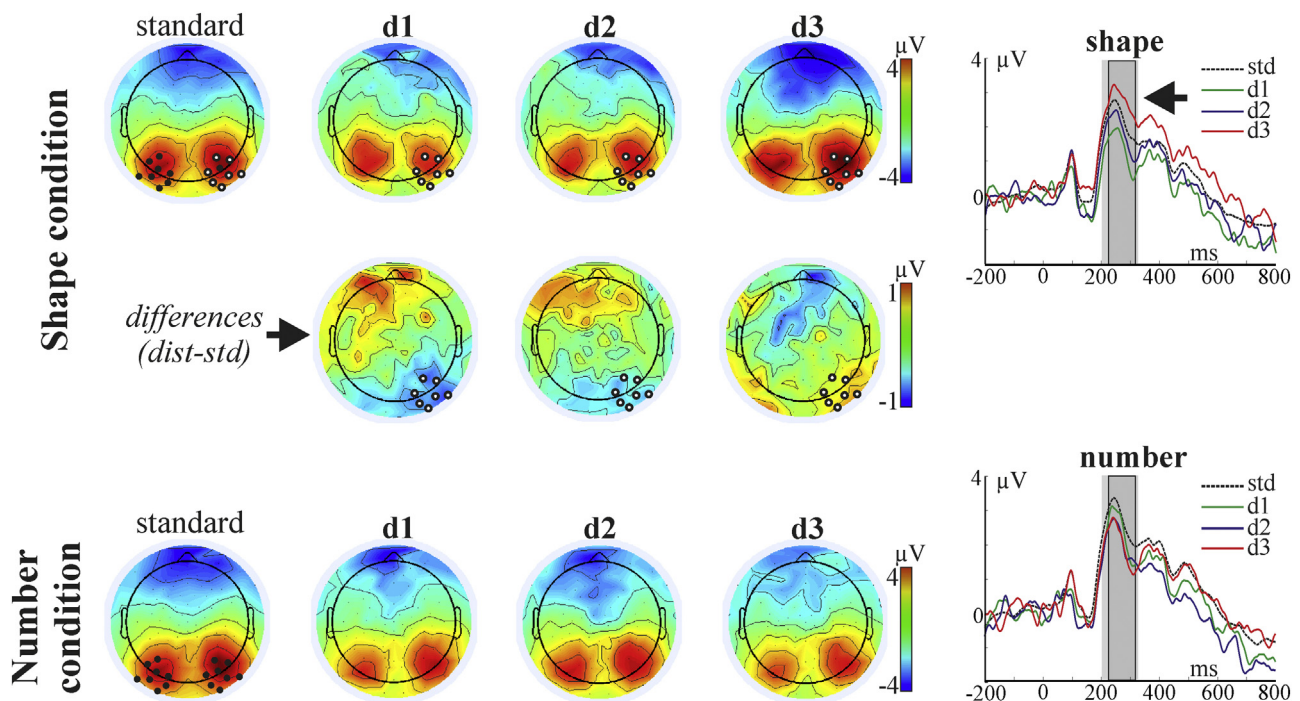 Shape condition
standard
d1
d2
d3
µV
4
-4
differences
(dist-std)
µV
1
-1
shape
4
µV
std
d1
d2
d3
2
0
ms
-200 0 200 400 600 800
Number
condition
standard
d1
d2
d3
µV
4
-4
number
4
µV
std
d1
d2
d3
2
0
ms
-200 0 200 400 600 800